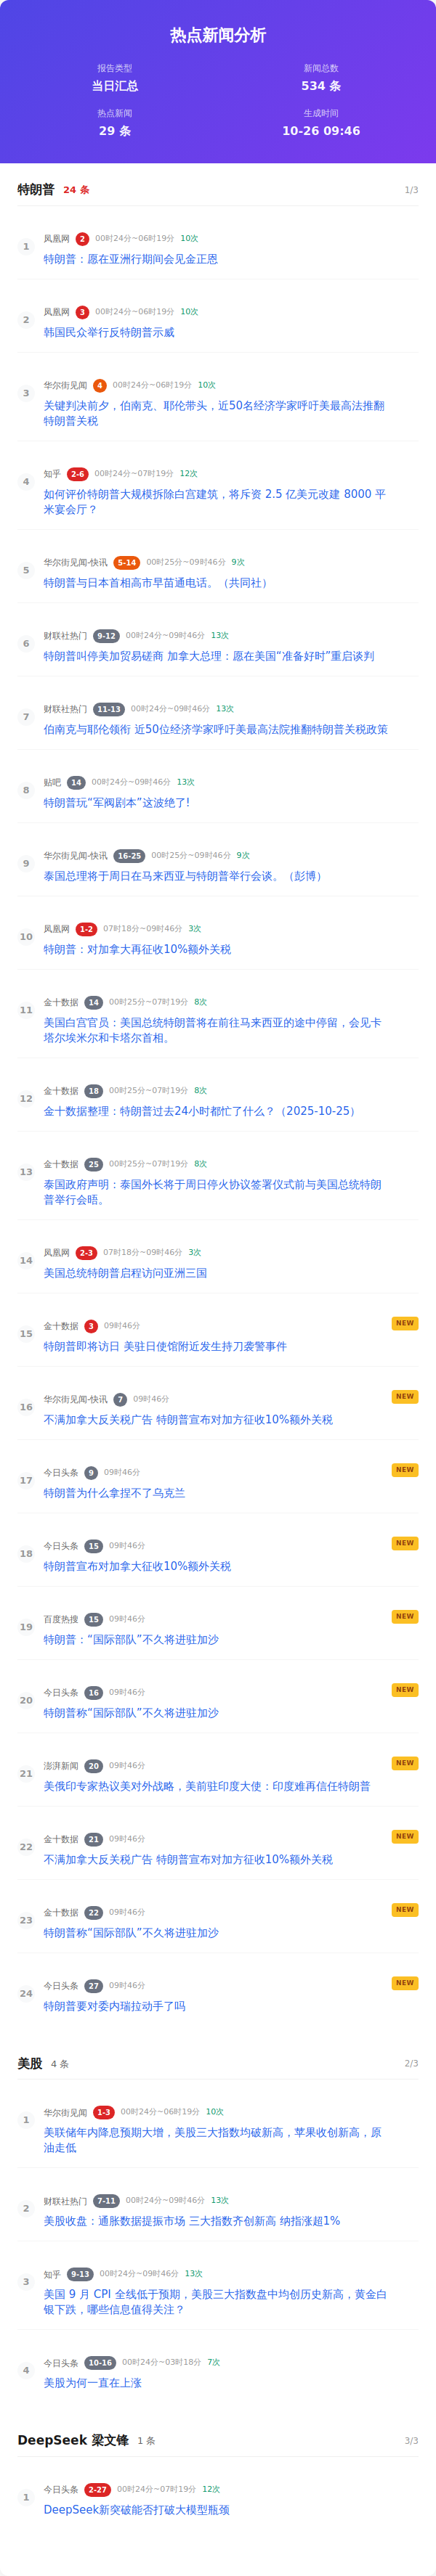 热点新闻分析
报告类型
当日汇总
新闻总数
534 条
热点新闻
29 条
生成时间
10-26 09:46
特朗普 24 条 1/3
1
凤凰网 2 00时24分~06时19分 10次
特朗普：愿在亚洲行期间会见金正恩
2
凤凰网 3 00时24分~06时19分 10次
韩国民众举行反特朗普示威
3
华尔街见闻 4 00时24分~06时19分 10次
关键判决前夕，伯南克、耶伦带头，近50名经济学家呼吁美最高法推翻
特朗普关税
4
知乎 2-6 00时24分~07时19分 12次
如何评价特朗普大规模拆除白宫建筑，将斥资 2.5 亿美元改建 8000 平
米宴会厅？
5
华尔街见闻-快讯 5-14 00时25分~09时46分 9次
特朗普与日本首相高市早苗通电话。（共同社）
6
财联社热门 9-12 00时24分~09时46分 13次
特朗普叫停美加贸易磋商 加拿大总理：愿在美国“准备好时”重启谈判
7
财联社热门 11-13 00时24分~09时46分 13次
伯南克与耶伦领衔 近50位经济学家呼吁美最高法院推翻特朗普关税政策
8
贴吧 14 00时24分~09时46分 13次
特朗普玩“军阀剧本”这波绝了!
9
华尔街见闻-快讯 16-25 00时25分~09时46分 9次
泰国总理将于周日在马来西亚与特朗普举行会谈。（彭博）
10
凤凰网 1-2 07时18分~09时46分 3次
特朗普：对加拿大再征收10%额外关税
11
金十数据 14 00时25分~07时19分 8次
美国白宫官员：美国总统特朗普将在前往马来西亚的途中停留，会见卡
塔尔埃米尔和卡塔尔首相。
12
金十数据 18 00时25分~07时19分 8次
金十数据整理：特朗普过去24小时都忙了什么？（2025-10-25）
13
金十数据 25 00时25分~07时19分 8次
泰国政府声明：泰国外长将于周日停火协议签署仪式前与美国总统特朗
普举行会晤。
14
凤凰网 2-3 07时18分~09时46分 3次
美国总统特朗普启程访问亚洲三国
15
金十数据 3 09时46分 NEW
特朗普即将访日 美驻日使馆附近发生持刀袭警事件
16
华尔街见闻-快讯 7 09时46分 NEW
不满加拿大反关税广告 特朗普宣布对加方征收10%额外关税
17
今日头条 9 09时46分 NEW
特朗普为什么拿捏不了乌克兰
18
今日头条 15 09时46分 NEW
特朗普宣布对加拿大征收10%额外关税
19
百度热搜 15 09时46分 NEW
特朗普：“国际部队”不久将进驻加沙
20
今日头条 16 09时46分 NEW
特朗普称“国际部队”不久将进驻加沙
21
澎湃新闻 20 09时46分 NEW
美俄印专家热议美对外战略，美前驻印度大使：印度难再信任特朗普
22
金十数据 21 09时46分 NEW
不满加拿大反关税广告 特朗普宣布对加方征收10%额外关税
23
金十数据 22 09时46分 NEW
特朗普称“国际部队”不久将进驻加沙
24
今日头条 27 09时46分 NEW
特朗普要对委内瑞拉动手了吗
美股 4 条 2/3
1
华尔街见闻 1-3 00时24分~06时19分 10次
美联储年内降息预期大增，美股三大指数均破新高，苹果收创新高，原
油走低
2
财联社热门 7-11 00时24分~09时46分 13次
美股收盘：通胀数据提振市场 三大指数齐创新高 纳指涨超1%
3
知乎 9-13 00时24分~09时46分 13次
美国 9 月 CPI 全线低于预期，美股三大指数盘中均创历史新高，黄金白
银下跌，哪些信息值得关注？
4
今日头条 10-16 00时24分~03时18分 7次
美股为何一直在上涨
DeepSeek 梁文锋 1 条 3/3
1
今日头条 2-27 00时24分~07时19分 12次
DeepSeek新突破能否打破大模型瓶颈